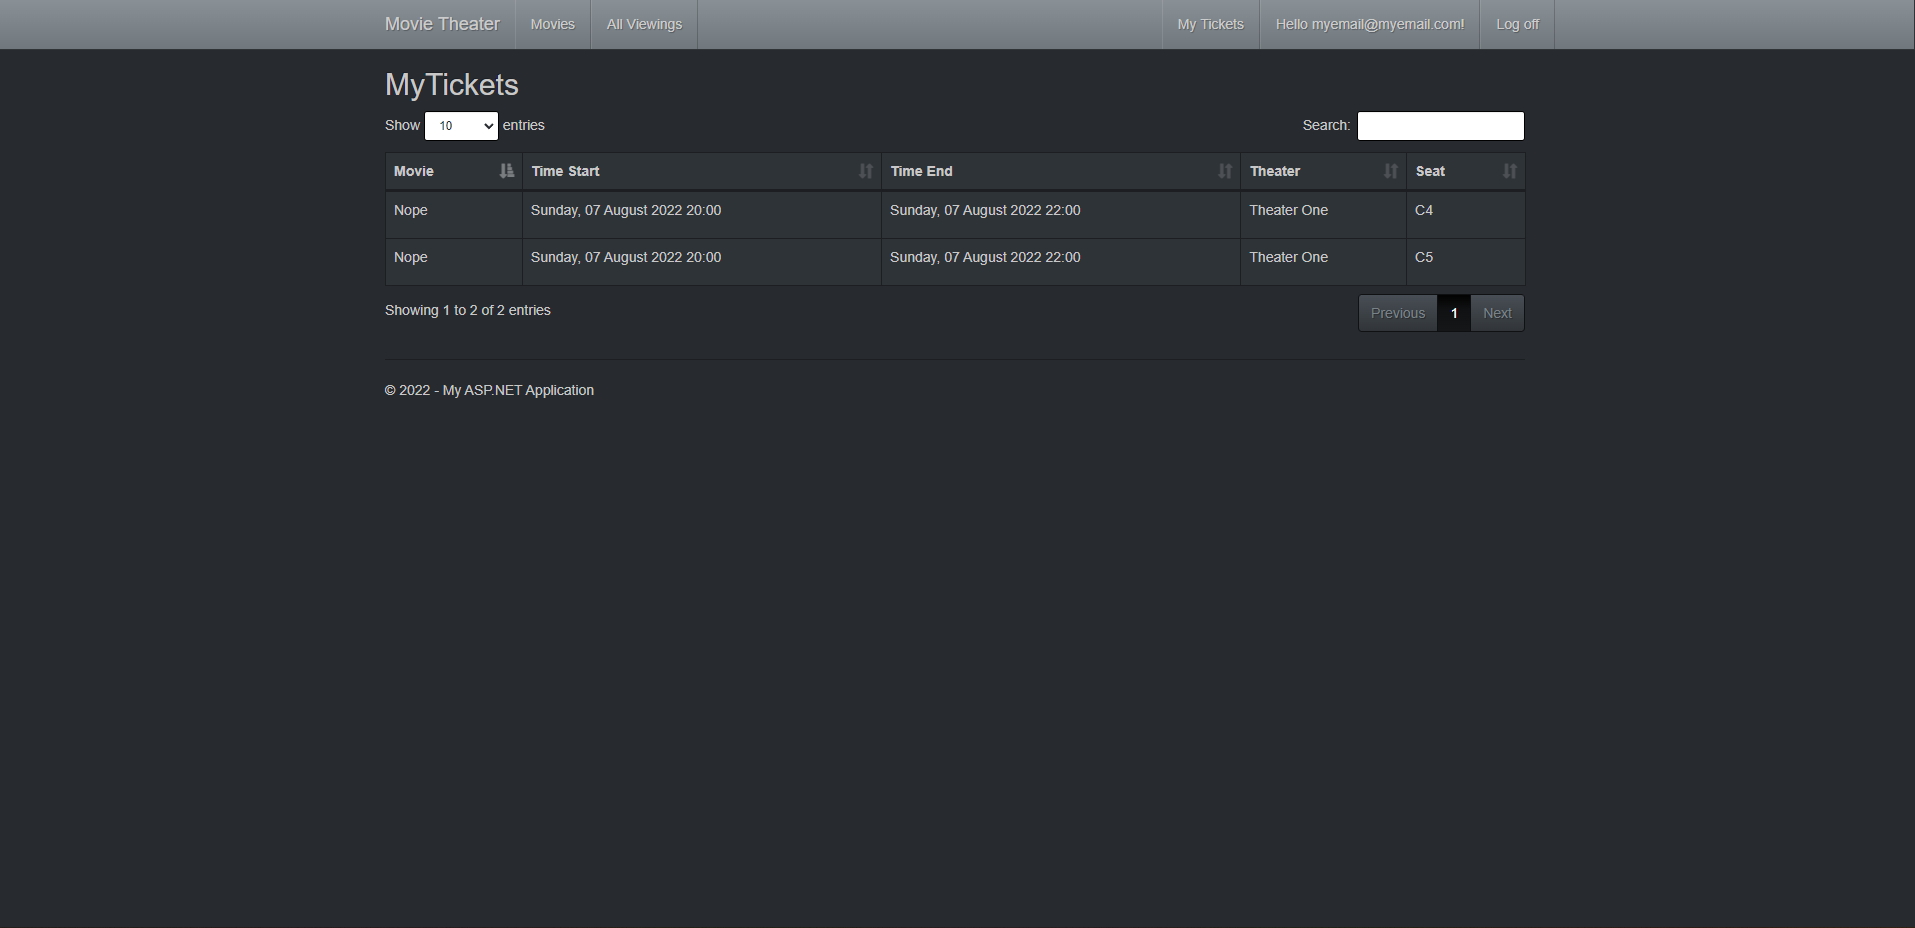 Movie Theater Movies All Viewings My Tickets Hello myemail@myemail.com! Log off
MyTickets
Show 10 entries Search:
Movie Time Start Time End Theater Seat
Nope Sunday, 07 August 2022 20:00 Sunday, 07 August 2022 22:00 Theater One C4
Nope Sunday, 07 August 2022 20:00 Sunday, 07 August 2022 22:00 Theater One C5
Showing 1 to 2 of 2 entries Previous 1 Next
© 2022 - My ASP.NET Application